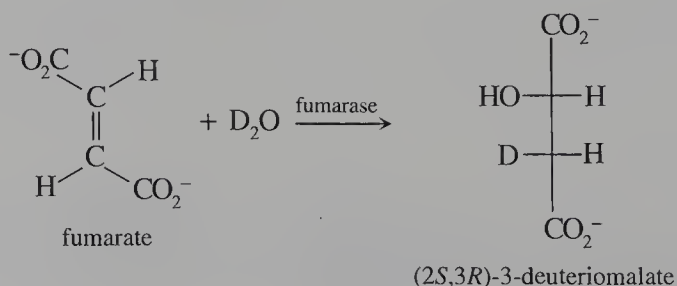 ⁻O₂C H
C
C
H CO₂⁻
fumarate
+ D₂O
fumarase
CO₂⁻
HO H
D H
CO₂⁻
(2S,3R)-3-deuteriomalate